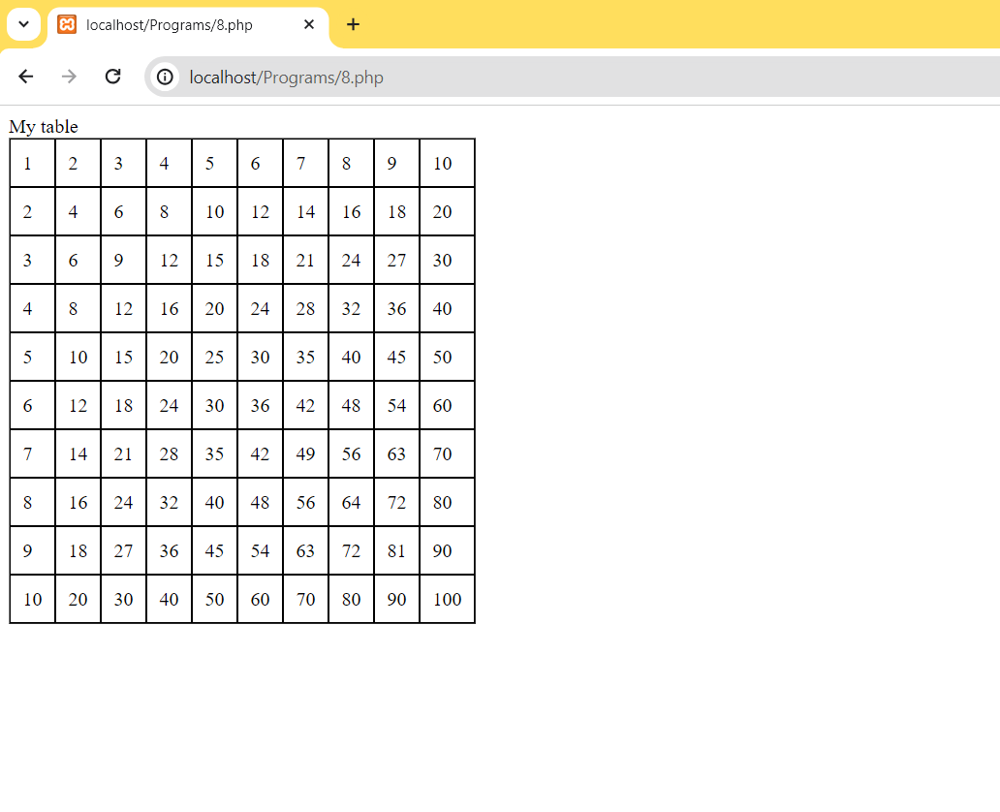 localhost/Programs/8.php
localhost/Programs/8.php
My table
1 2 3 4 5 6 7 8 9 10
2 4 6 8 10 12 14 16 18 20
3 6 9 12 15 18 21 24 27 30
4 8 12 16 20 24 28 32 36 40
5 10 15 20 25 30 35 40 45 50
6 12 18 24 30 36 42 48 54 60
7 14 21 28 35 42 49 56 63 70
8 16 24 32 40 48 56 64 72 80
9 18 27 36 45 54 63 72 81 90
10 20 30 40 50 60 70 80 90 100